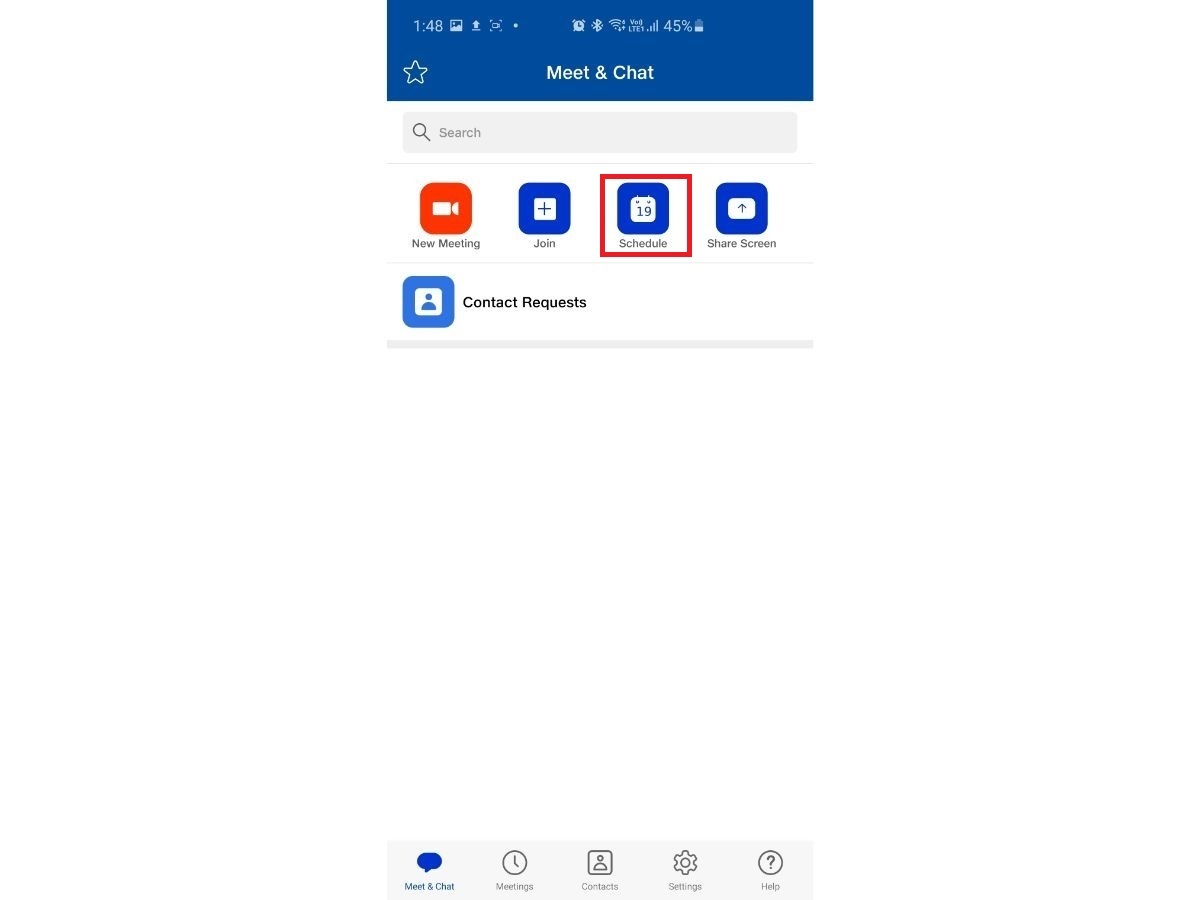 1:48 Vo)) LTE1 45%
Meet & Chat
Search
19
New Meeting Join Schedule Share Screen
Contact Requests
Meet & Chat Meetings Contacts Settings Help